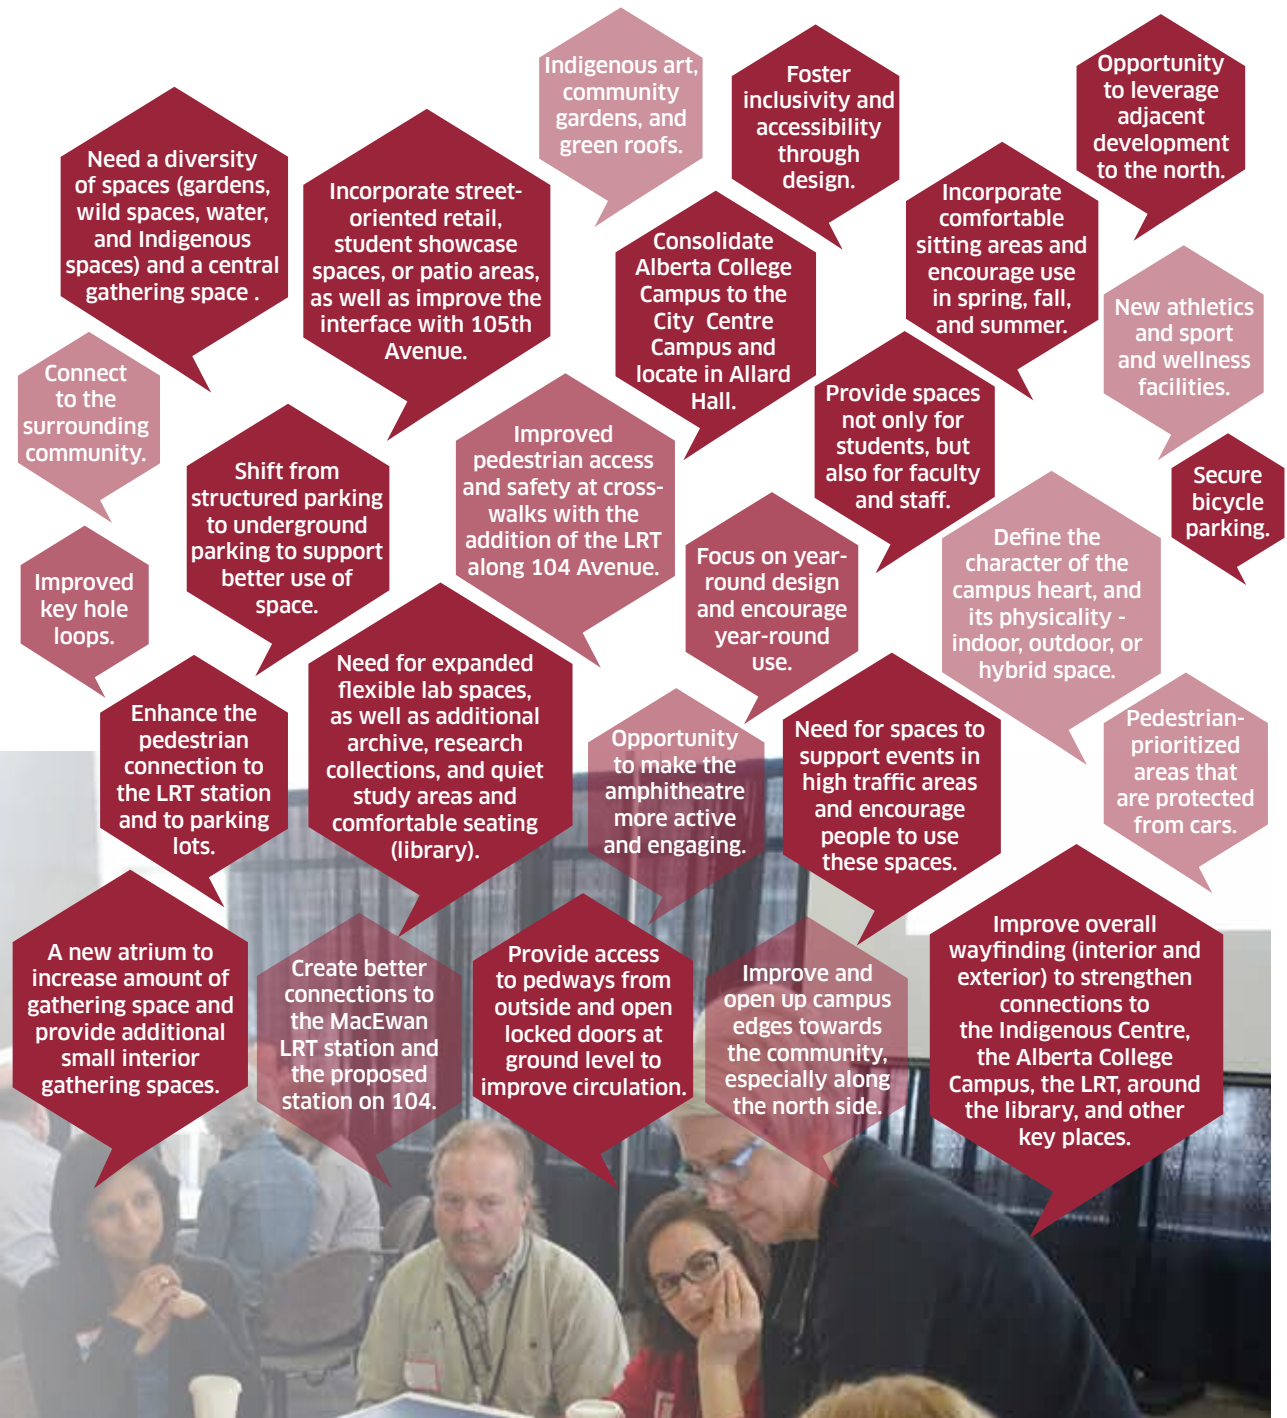 Indigenous art,
community
gardens, and
green roofs.
Foster
inclusivity and
accessibility
through
design.
Opportunity
to leverage
adjacent
development
to the north.
Need a diversity
of spaces (gardens,
wild spaces, water,
and Indigenous
spaces) and a central
gathering space .
Incorporate street-
oriented retail,
student showcase
spaces, or patio areas,
as well as improve the
interface with 105th
Avenue.
Consolidate
Alberta College
Campus to the
City Centre
Campus and
locate in Allard
Hall.
Incorporate
comfortable
sitting areas and
encourage use
in spring, fall,
and summer.
New athletics
and sport
and wellness
facilities.
Connect
to the
surrounding
community.
Shift from
structured parking
to underground
parking to support
better use of
space.
Improved
pedestrian access
and safety at cross-
walks with the
addition of the LRT
along 104 Avenue.
Provide spaces
not only for
students, but
also for faculty
and staff.
Secure
bicycle
parking.
Improved
key hole
loops.
Focus on year-
round design
and encourage
year-round
use.
Define the
character of the
campus heart, and
its physicality -
indoor, outdoor, or
hybrid space.
Enhance the
pedestrian
connection to
the LRT station
and to parking
lots.
Need for expanded
flexible lab spaces,
as well as additional
archive, research
collections, and quiet
study areas and
comfortable seating
(library).
Opportunity
to make the
amphitheatre
more active
and engaging.
Need for spaces to
support events in
high traffic areas
and encourage
people to use
these spaces.
Pedestrian-
prioritized
areas that
are protected
from cars.
A new atrium to
increase amount of
gathering space and
provide additional
small interior
gathering spaces.
Create better
connections to
the MacEwan
LRT station and
the proposed
station on 104.
Provide access
to pedways from
outside and open
locked doors at
ground level to
improve circulation.
Improve and
open up campus
edges towards
the community,
especially along
the north side.
Improve overall
wayfinding (interior and
exterior) to strengthen
connections to
the Indigenous Centre,
the Alberta College
Campus, the LRT, around
the library, and other
key places.